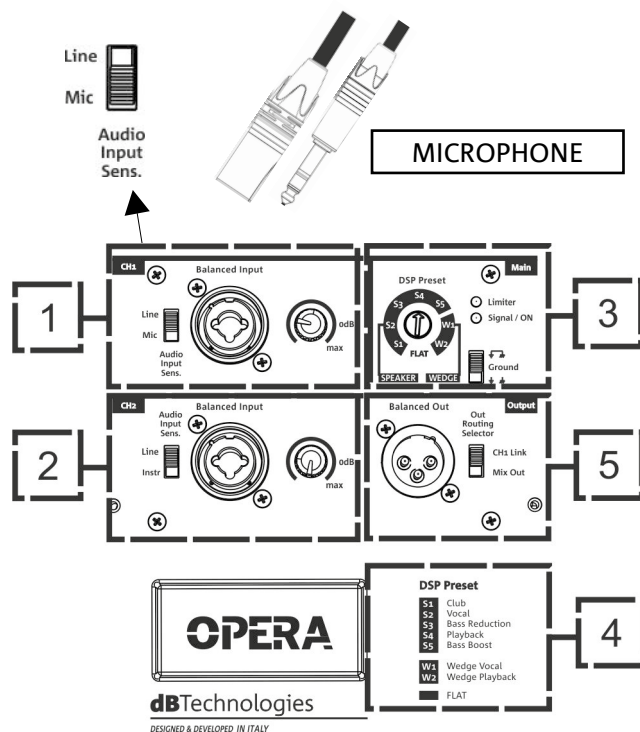 Line
Mic
Audio
Input
Sens.
MICROPHONE
1
CH1
Balanced Input
Line
Mic
Audio
Input
Sens.
0dB
max
Main
DSP Preset
S1
S2
S3
S4
S5
W1
W2
FLAT
SPEAKER
WEDGE
Limiter
Signal / ON
Ground
3
2
CH2
Audio
Input
Sens.
Balanced Input
Line
Instr
0dB
max
Balanced Out
Output
Out
Routing
Selector
CH1 Link
Mix Out
5
OPERA
dBTechnologies
DESIGNED & DEVELOPED IN ITALY
DSP Preset
S1 Club
S2 Vocal
S3 Bass Reduction
S4 Playback
S5 Bass Boost
W1 Wedge Vocal
W2 Wedge Playback
FLAT
4